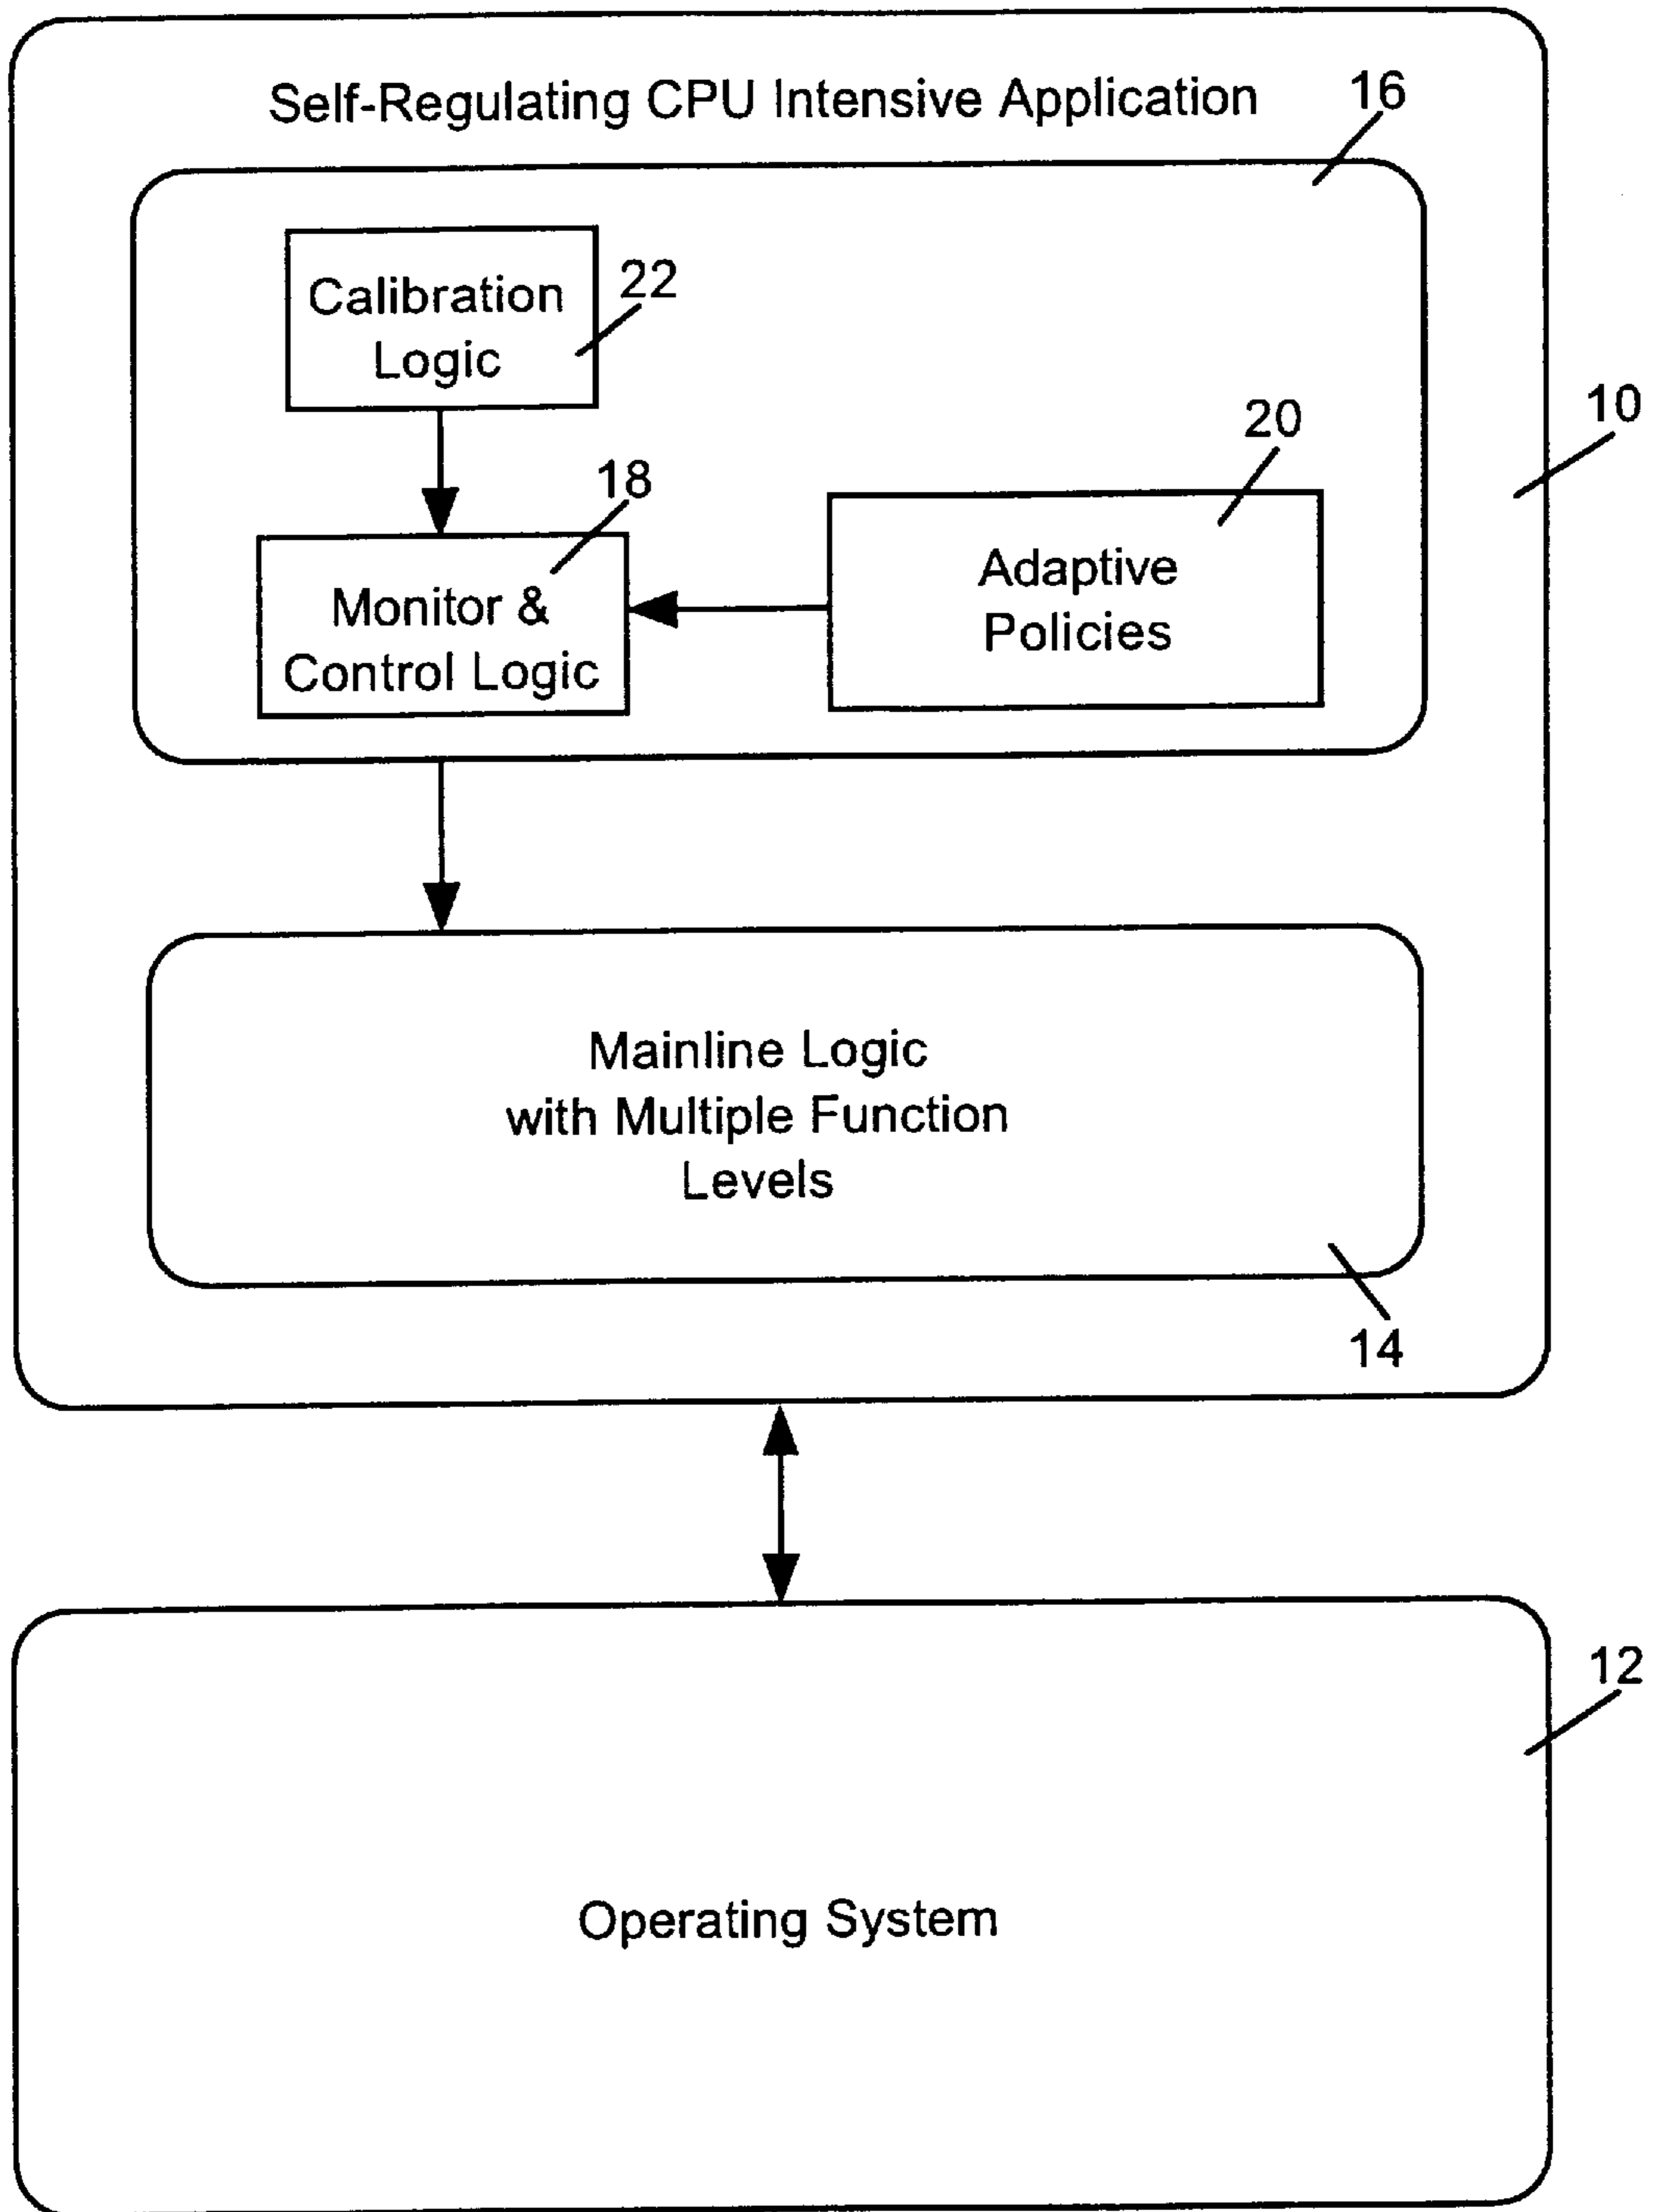 Self-Regulating CPU Intensive Application
16
Calibration
Logic
22
10
20
18
Monitor &
Control Logic
Adaptive
Policies
Mainline Logic
with Multiple Function
Levels
14
12
Operating System